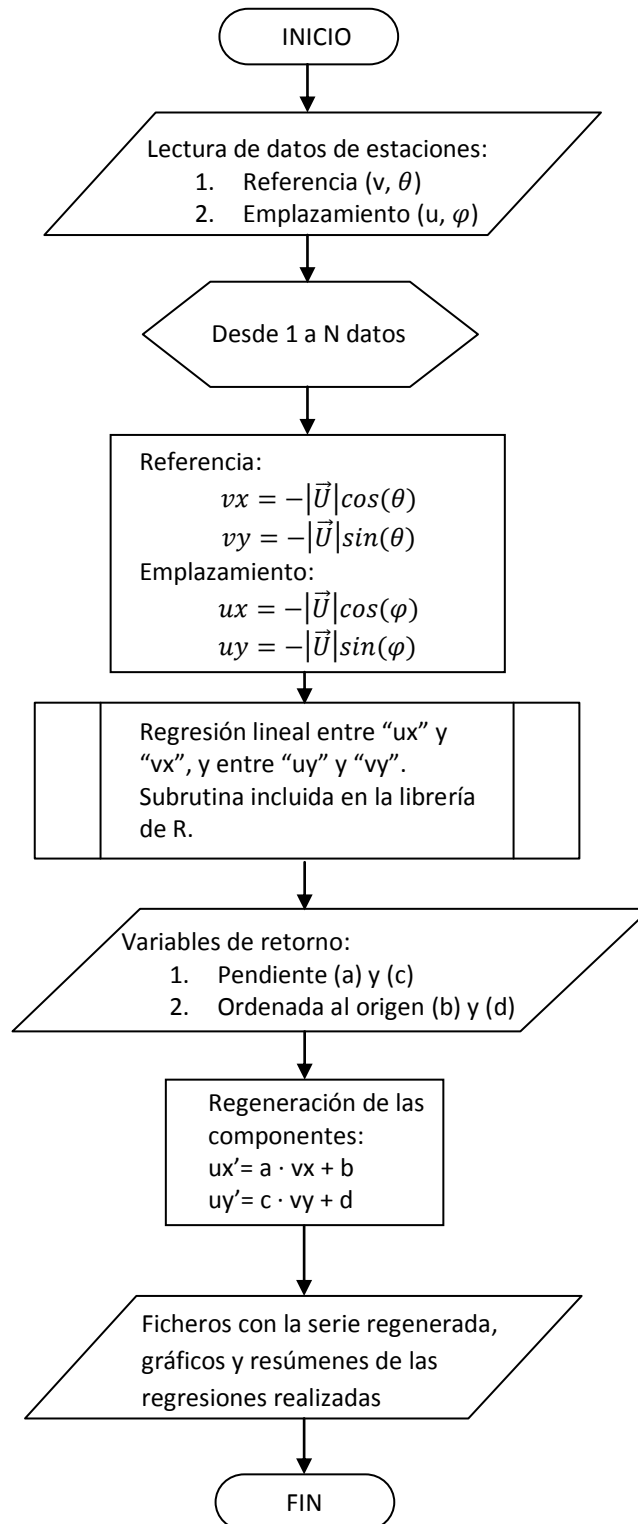 INICIO
Lectura de datos de estaciones:
1. Referencia (v, θ)
2. Emplazamiento (u, φ)
Desde 1 a N datos
Referencia:
vx = −|U⃗|cos(θ)
vy = −|U⃗|sin(θ)
Emplazamiento:
ux = −|U⃗|cos(φ)
uy = −|U⃗|sin(φ)
Regresión lineal entre “ux” y
“vx”, y entre “uy” y “vy”.
Subrutina incluida en la librería
de R.
Variables de retorno:
1. Pendiente (a) y (c)
2. Ordenada al origen (b) y (d)
Regeneración de las
componentes:
ux’= a · vx + b
uy’= c · vy + d
Ficheros con la serie regenerada,
gráficos y resúmenes de las
regresiones realizadas
FIN